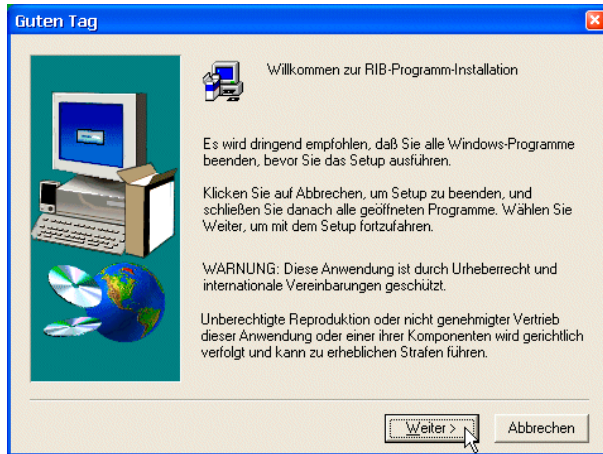 Guten Tag
Willkommen zur RIB-Programm-Installation
Es wird dringend empfohlen, daß Sie alle Windows-Programme
beenden, bevor Sie das Setup ausführen.
Klicken Sie auf Abbrechen, um Setup zu beenden, und
schließen Sie danach alle geöffneten Programme. Wählen Sie
Weiter, um mit dem Setup fortzufahren.
WARNUNG: Diese Anwendung ist durch Urheberrecht und
internationale Vereinbarungen geschützt.
Unberechtigte Reproduktion oder nicht genehmigter Vertrieb
dieser Anwendung oder einer ihrer Komponenten wird gerichtlich
verfolgt und kann zu erheblichen Strafen führen.
Weiter > Abbrechen